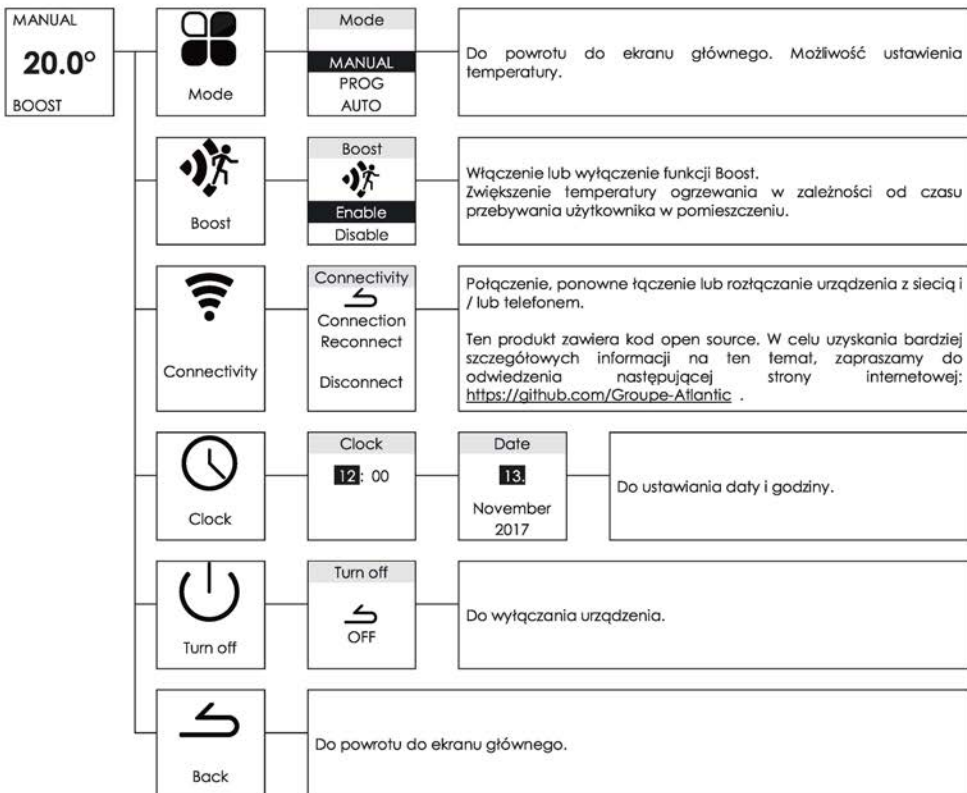 MANUAL
20.0°
BOOST
Mode
Mode
MANUAL
PROG
AUTO
Do powrotu do ekranu głównego. Możliwość ustawienia
temperatury.
Boost
Boost
Enable
Disable
Włączenie lub wyłączenie funkcji Boost.
Zwiększenie temperatury ogrzewania w zależności od czasu
przebywania użytkownika w pomieszczeniu.
Connectivity
Connectivity
Connection
Reconnect
Disconnect
Połączenie, ponowne łączenie lub rozłączanie urządzenia z siecią i
/ lub telefonem.
Ten produkt zawiera kod open source. W celu uzyskania bardziej
szczegółowych informacji na ten temat, zapraszamy do
odwiedzenia następującej strony internetowej:
https://github.com/Groupe-Atlantic .
Clock
Clock
12: 00
Date
13.
November
2017
Do ustawiania daty i godziny.
Turn off
Turn off
OFF
Do wyłączania urządzenia.
Back
Do powrotu do ekranu głównego.